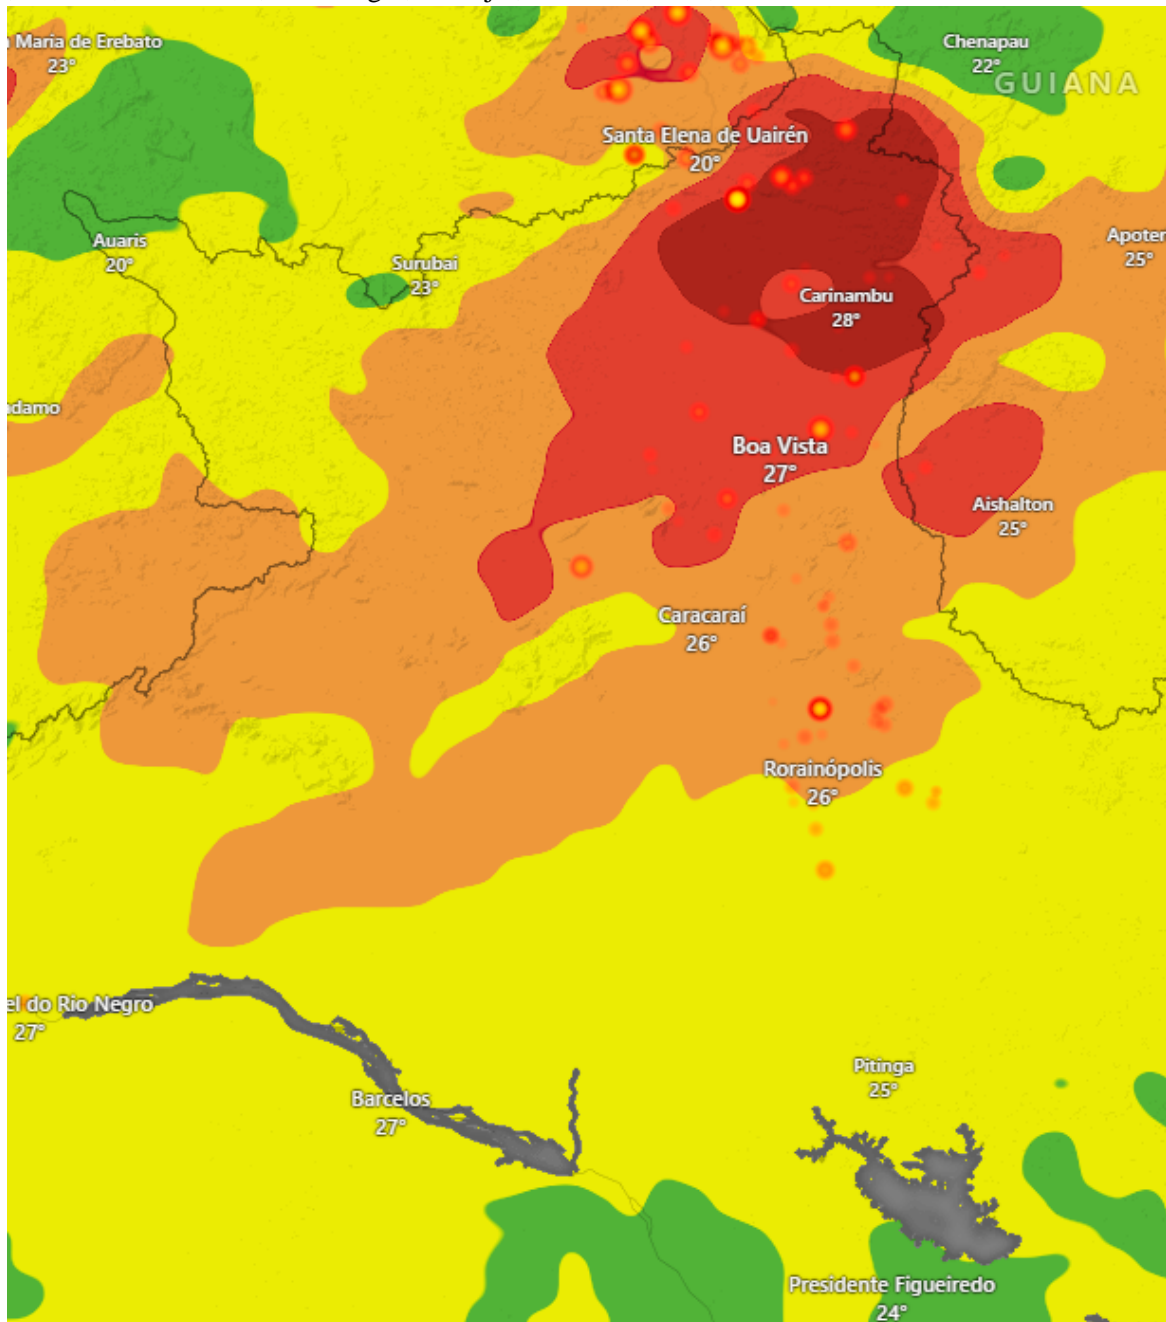 Maria de Erebato
23°
Chenapau
22°
GUIANA
Santa Elena de Uairén
20°
Auaris
20°
Surubai
23°
Apoter
25°
Carinambu
28°
adamo
Boa Vista
27°
Aishalton
25°
Caracaraí
26°
Rorainópolis
26°
el do Rio Negro
27°
Pitinga
25°
Barcelos
27°
Presidente Figueiredo
24°